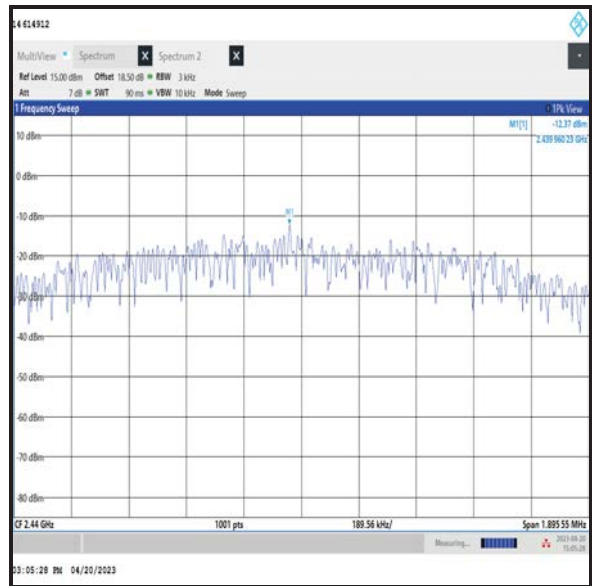 14 614912
MultiView Spectrum X Spectrum 2 X
Ref Level 15.00 dBm Offset 18.50 dB RBW 3 kHz
Att 7 dB SWT 90 ms VBW 10 kHz Mode Sweep
1 Frequency Sweep 1Pk View
M1[1] -12.37 dBm
2.439 960 23 GHz
10 dBm
0 dBm
M1
-10 dBm
-20 dBm
-30 dBm
-40 dBm
-50 dBm
-60 dBm
-70 dBm
-80 dBm
CF 2.44 GHz 1001 pts 189.56 kHz/ Span 1.895 55 MHz
Measuring...
15:05:28
03:05:28 PM 04/20/2023